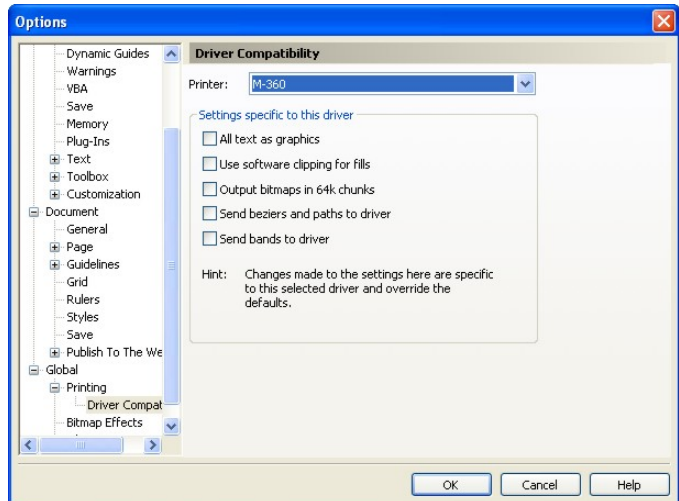 Options
Dynamic Guides
Warnings
VBA
Save
Memory
Plug-Ins
Text
Toolbox
Customization
Document
General
Page
Guidelines
Grid
Rulers
Styles
Save
Publish To The We
Global
Printing
Driver Compat
Bitmap Effects
Driver Compatibility
Printer: M-360
Settings specific to this driver
All text as graphics
Use software clipping for fills
Output bitmaps in 64k chunks
Send beziers and paths to driver
Send bands to driver
Hint: Changes made to the settings here are specific
to this selected driver and override the
defaults.
OK Cancel Help